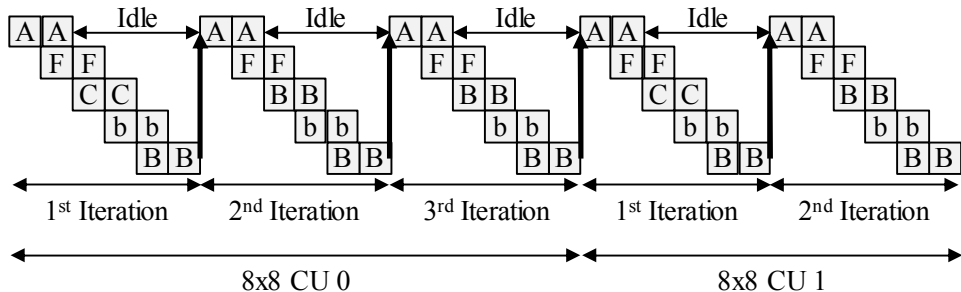 Idle Idle Idle Idle
A A A A A A A A A A
F F F F F F F F F F
C C B B B B C C B B
b b b b b b b b b b
B B B B B B B B B B
1st Iteration 2nd Iteration 3rd Iteration 1st Iteration 2nd Iteration
8x8 CU 0 8x8 CU 1